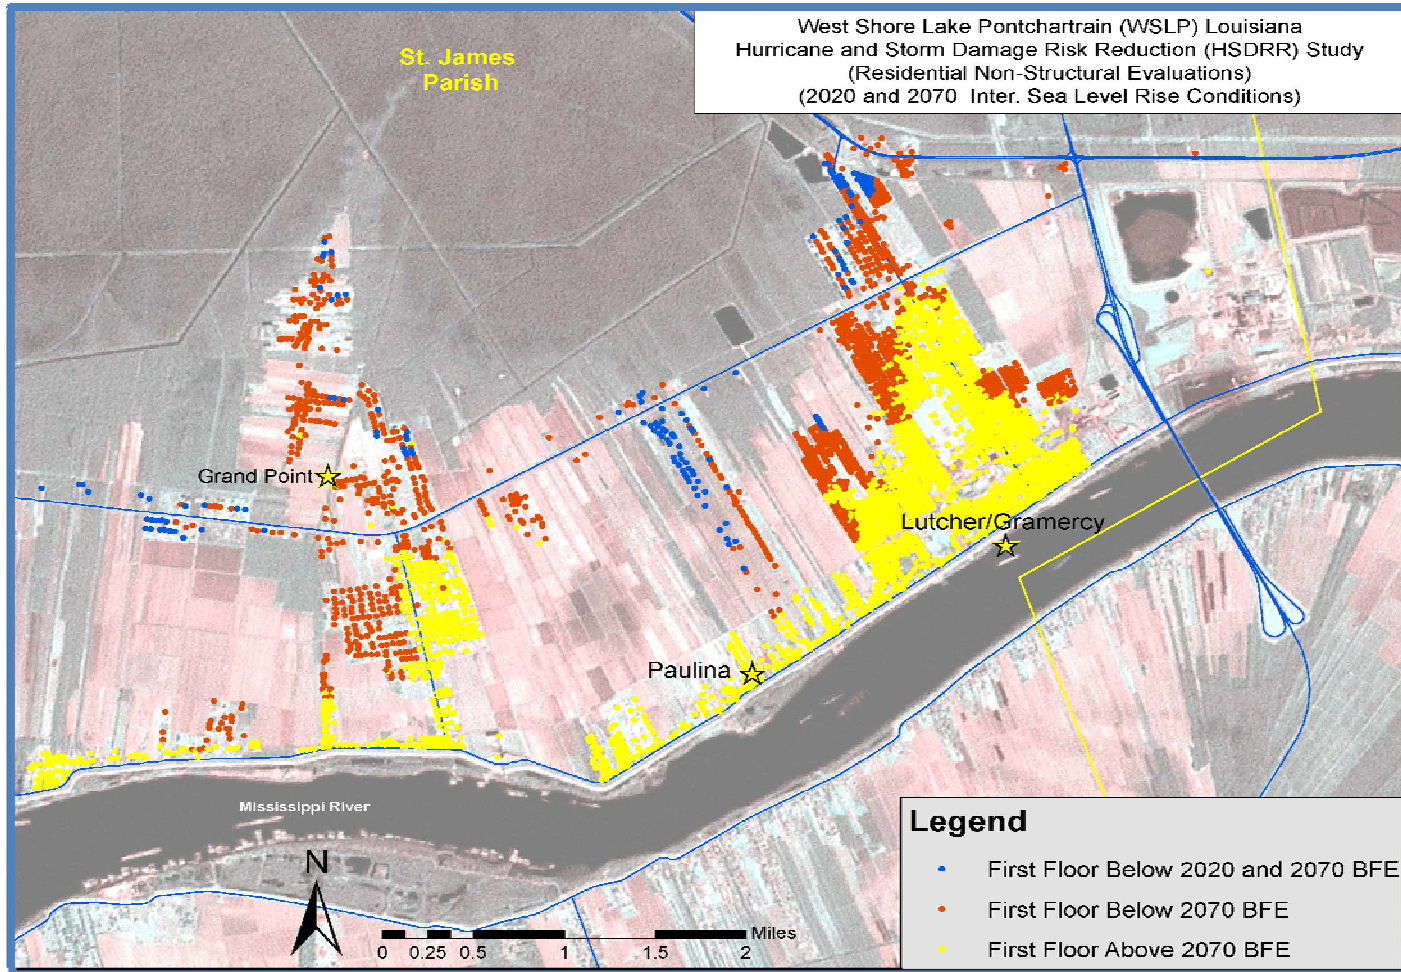 West Shore Lake Pontchartrain (WSLP) Louisiana
Hurricane and Storm Damage Risk Reduction (HSDRR) Study
(Residential Non-Structural Evaluations)
(2020 and 2070 Inter. Sea Level Rise Conditions)
St. James
Parish
Grand Point
Lutcher/Gramercy
Paulina
Mississippi River
N
Miles
0 0.25 0.5 1 1.5 2
Legend
First Floor Below 2020 and 2070 BFE
First Floor Below 2070 BFE
First Floor Above 2070 BFE